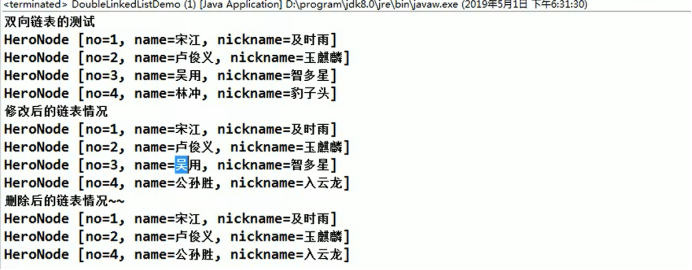 <terminated> DoubleLinkedListDemo (1) [Java Application] D:\program\jdk8.0\jre\bin\javaw.exe (2019年5月1日 下午6:31:30)
双向链表的测试
HeroNode [no=1, name=宋江, nickname=及时雨]
HeroNode [no=2, name=卢俊义, nickname=玉麒麟]
HeroNode [no=3, name=吴用, nickname=智多星]
HeroNode [no=4, name=林冲, nickname=豹子头]
修改后的链表情况
HeroNode [no=1, name=宋江, nickname=及时雨]
HeroNode [no=2, name=卢俊义, nickname=玉麒麟]
HeroNode [no=3, name=吴用, nickname=智多星]
HeroNode [no=4, name=公孙胜, nickname=入云龙]
删除后的链表情况~~
HeroNode [no=1, name=宋江, nickname=及时雨]
HeroNode [no=2, name=卢俊义, nickname=玉麒麟]
HeroNode [no=4, name=公孙胜, nickname=入云龙]